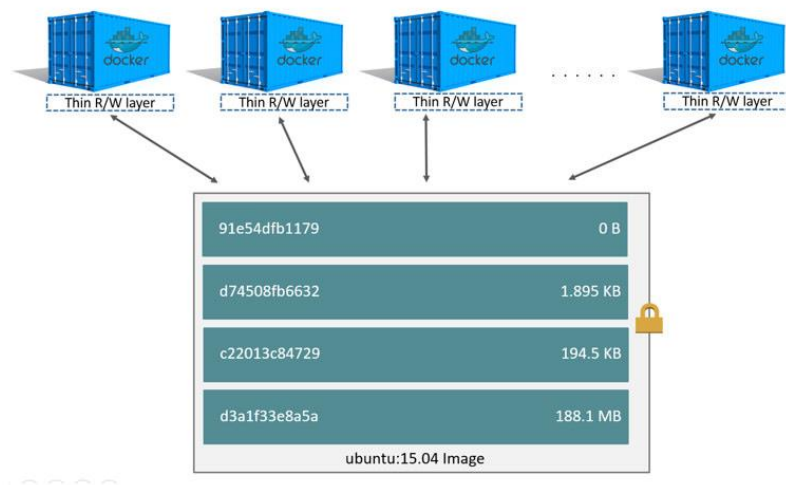 docker docker docker docker
Thin R/W layer Thin R/W layer Thin R/W layer . . . . . . Thin R/W layer
91e54dfb1179 0 B
d74508fb6632 1.895 KB
c22013c84729 194.5 KB
d3a1f33e8a5a 188.1 MB
ubuntu:15.04 Image